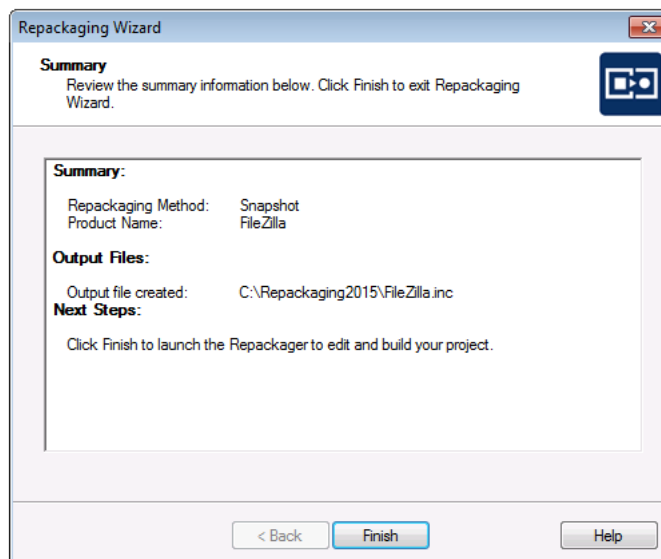 Repackaging Wizard
Summary
Review the summary information below. Click Finish to exit Repackaging
Wizard.
Summary:
Repackaging Method: Snapshot
Product Name: FileZilla
Output Files:
Output file created: C:\Repackaging2015\FileZilla.inc
Next Steps:
Click Finish to launch the Repackager to edit and build your project.
< Back Finish Help